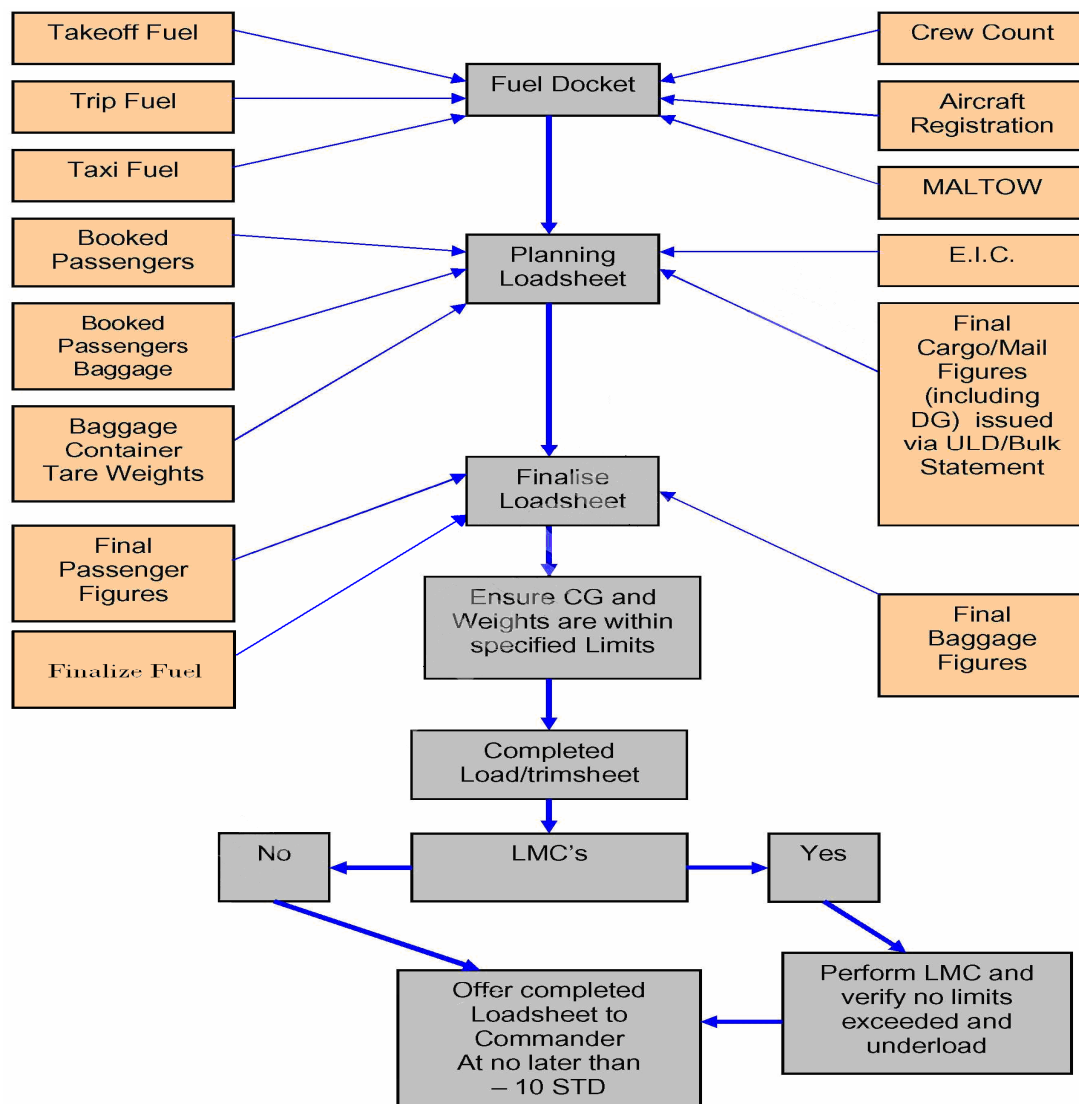 Takeoff Fuel
Crew Count
Fuel Docket
Trip Fuel
Aircraft
Registration
Taxi Fuel
MALTOW
Booked
Passengers
Planning
Loadsheet
E.I.C.
Booked
Passengers
Baggage
Final
Cargo/Mail
Figures
(including
DG) issued
via ULD/Bulk
Statement
Baggage
Container
Tare Weights
Finalise
Loadsheet
Final
Passenger
Figures
Finalize Fuel
Ensure CG and
Weights are within
specified Limits
Final
Baggage
Figures
Completed
Load/trimsheet
No
LMC's
Yes
Offer completed
Loadsheet to
Commander
At no later than
– 10 STD
Perform LMC and
verify no limits
exceeded and
underload